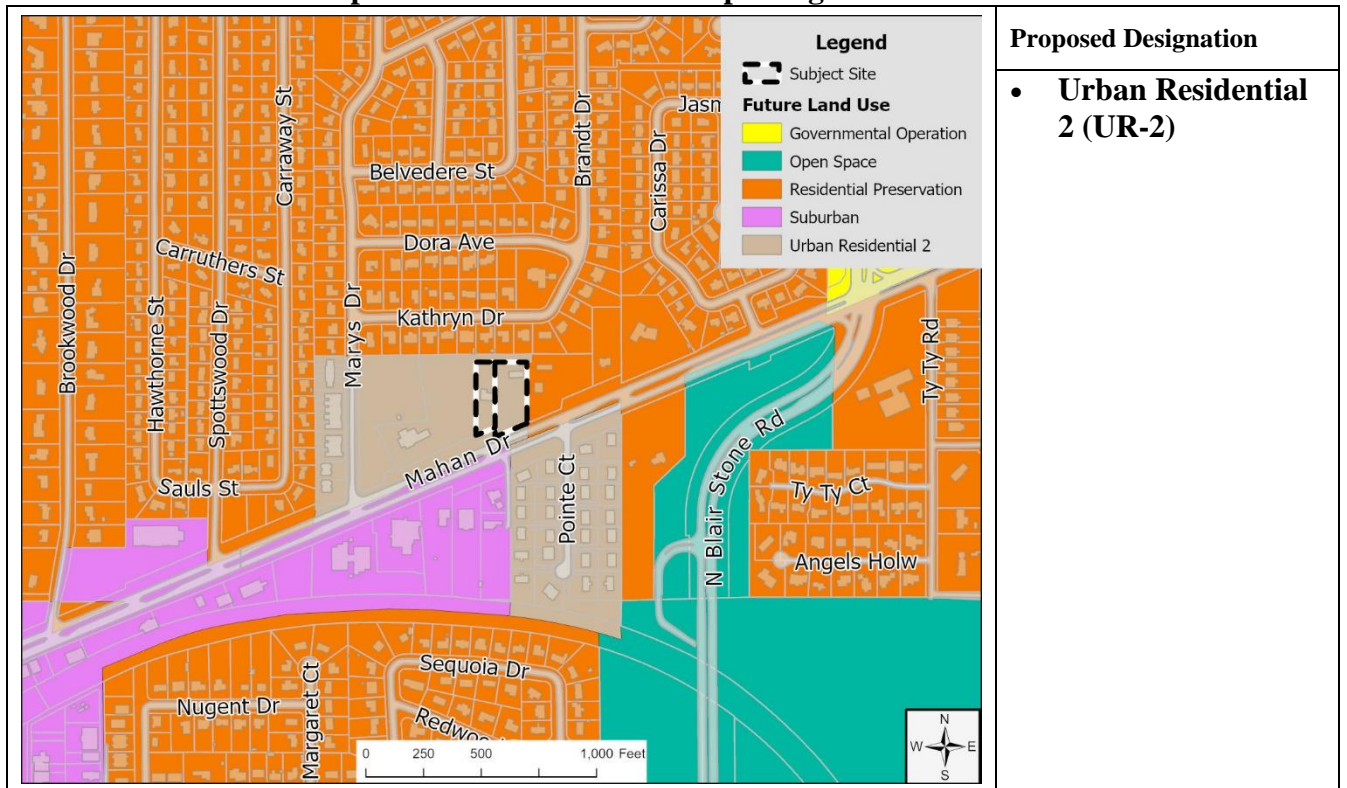 Legend
Subject Site
Future Land Use
Governmental Operation
Open Space
Residential Preservation
Suburban
Urban Residential 2
Proposed Designation
• Urban Residential
2 (UR-2)
Brookwood Dr
Hawthorne St
Carruthers St
Spottswood Dr
Carraway St
Sauls St
Marys Dr
Belvedere St
Dora Ave
Kathryn Dr
Brandt Dr
Carissa Dr
Mahan Dr
Pointe Ct
N Blair Stone Rd
Ty Ty Rd
Ty Ty Ct
Angels Holw
Sequoia Dr
Nugent Dr
Margaret Ct
0 250 500 1,000 Feet
N
W E
S